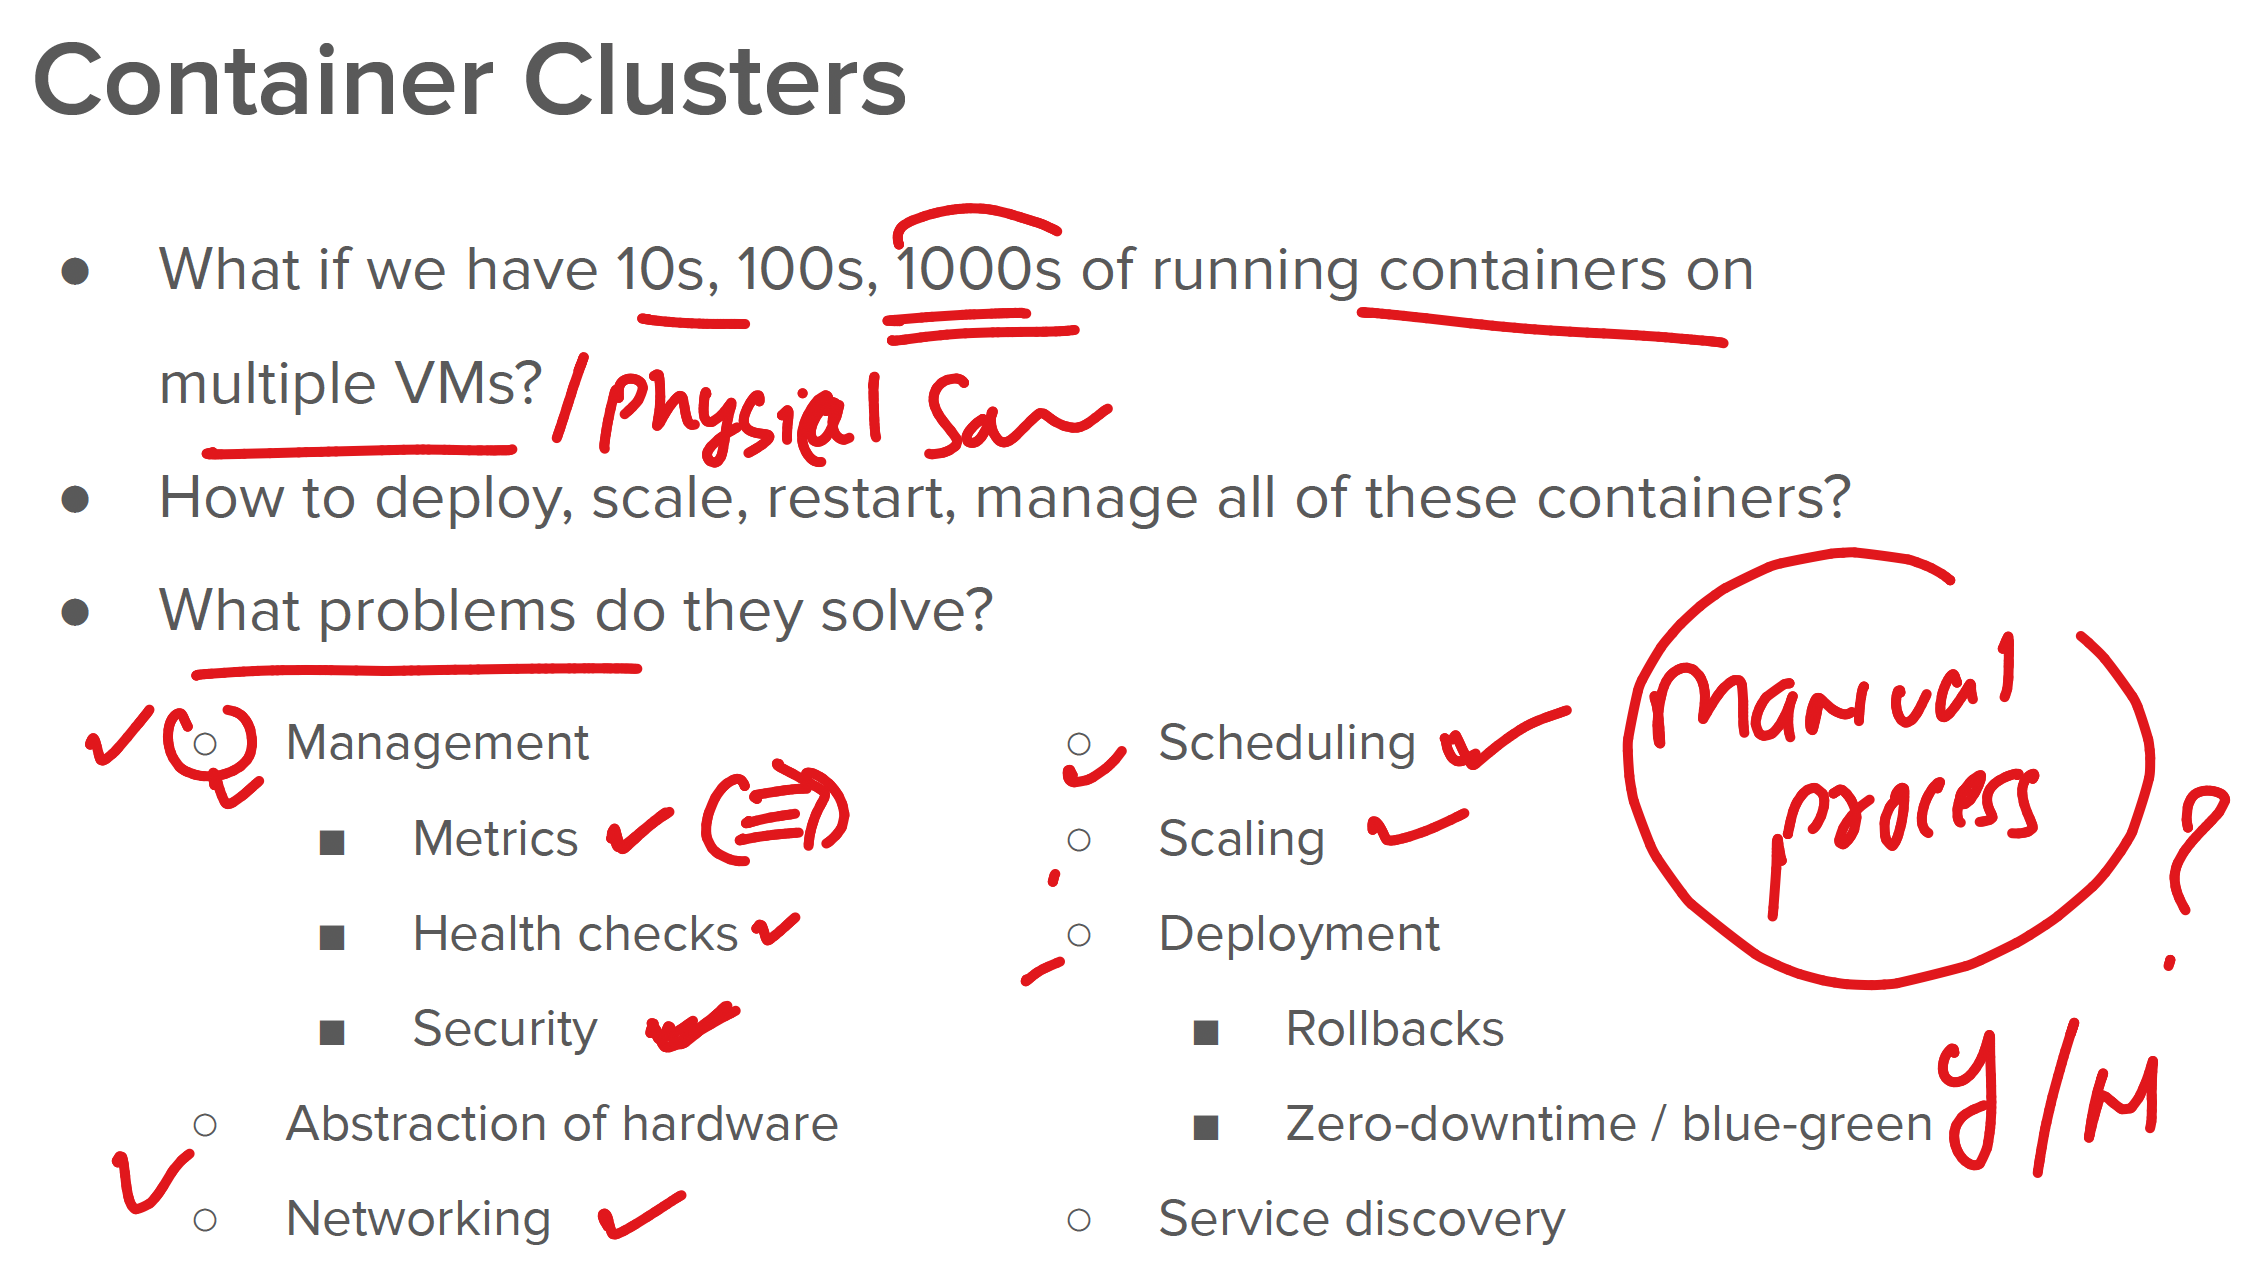 Container Clusters
● What if we have 10s, 100s, 1000s of running containers on
multiple VMs? / physical
● How to deploy, scale, restart, manage all of these containers?
● What problems do they solve?
○ Management
■ Metrics
■ Health checks
■ Security
○ Abstraction of hardware
○ Networking
○ Scheduling
○ Scaling
○ Deployment
■ Rollbacks
■ Zero-downtime / blue-green
○ Service discovery
manual
process
?
Y/N